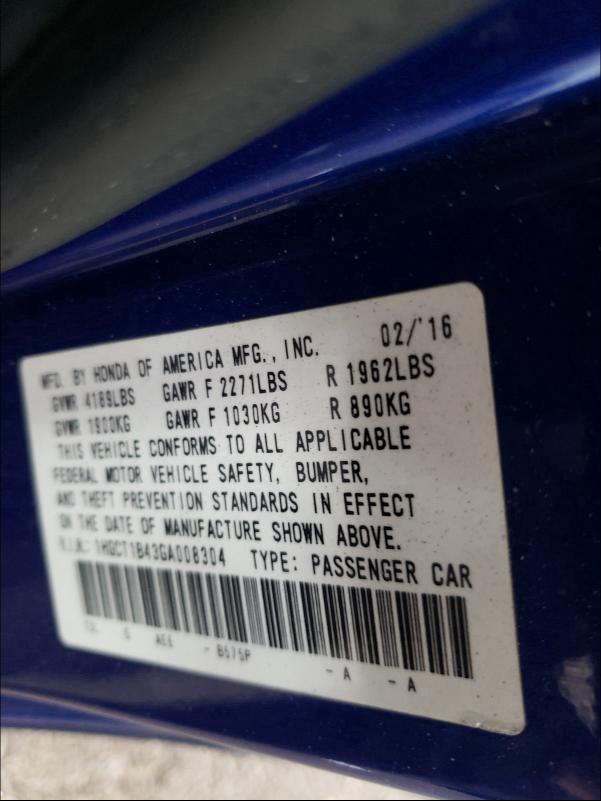 MFD. BY HONDA OF AMERICA MFG., INC. 02/'16
GVWR 4189LBS GAWR F 2271LBS R 1962LBS
GVWR 1900KG GAWR F 1030KG R 890KG
THIS VEHICLE CONFORMS TO ALL APPLICABLE
FEDERAL MOTOR VEHICLE SAFETY, BUMPER,
AND THEFT PREVENTION STANDARDS IN EFFECT
ON THE DATE OF MANUFACTURE SHOWN ABOVE.
V.I.N.: 1HGCT1B43GA008304 TYPE: PASSENGER CAR
- B575P - A - A